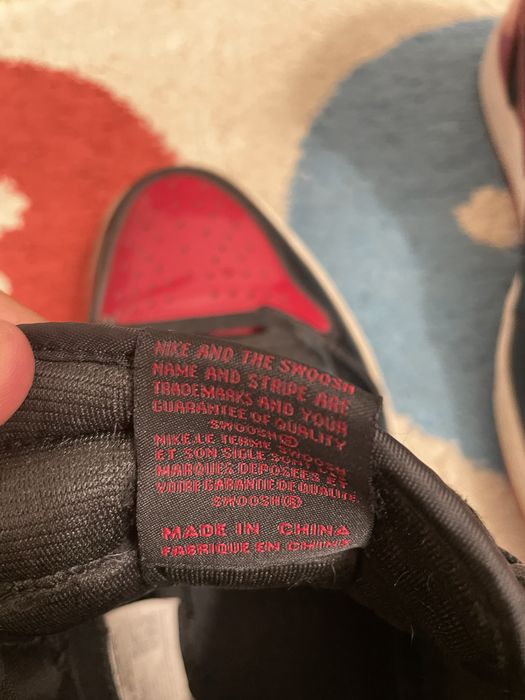 NIKE AND THE SWOOSH
NAME AND STRIPE ARE
TRADEMARKS AND YOUR
GUARANTEE OF QUALITY
SWOOSH®
NIKE LE TERME SWOOSH
ET SON SIGLE SONT
MARQUES DEPOSEES ET
VOTRE GARANTIE DE QUALITE
SWOOSH®
MADE IN CHINA
FABRIQUE EN CHINE